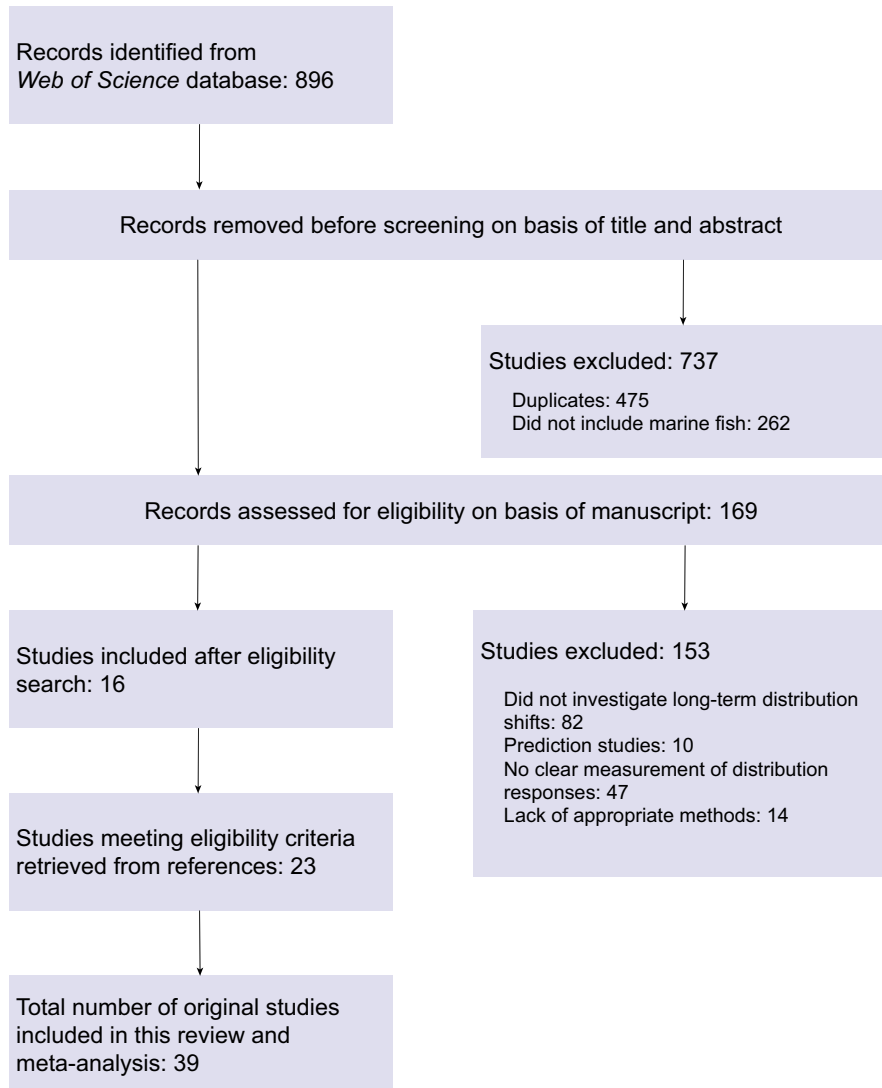 Records identified from
Web of Science database: 896
Records removed before screening on basis of title and abstract
Studies excluded: 737
Duplicates: 475
Did not include marine fish: 262
Records assessed for eligibility on basis of manuscript: 169
Studies included after eligibility
search: 16
Studies excluded: 153
Did not investigate long-term distribution
shifts: 82
Prediction studies: 10
No clear measurement of distribution
responses: 47
Lack of appropriate methods: 14
Studies meeting eligibility criteria
retrieved from references: 23
Total number of original studies
included in this review and
meta-analysis: 39